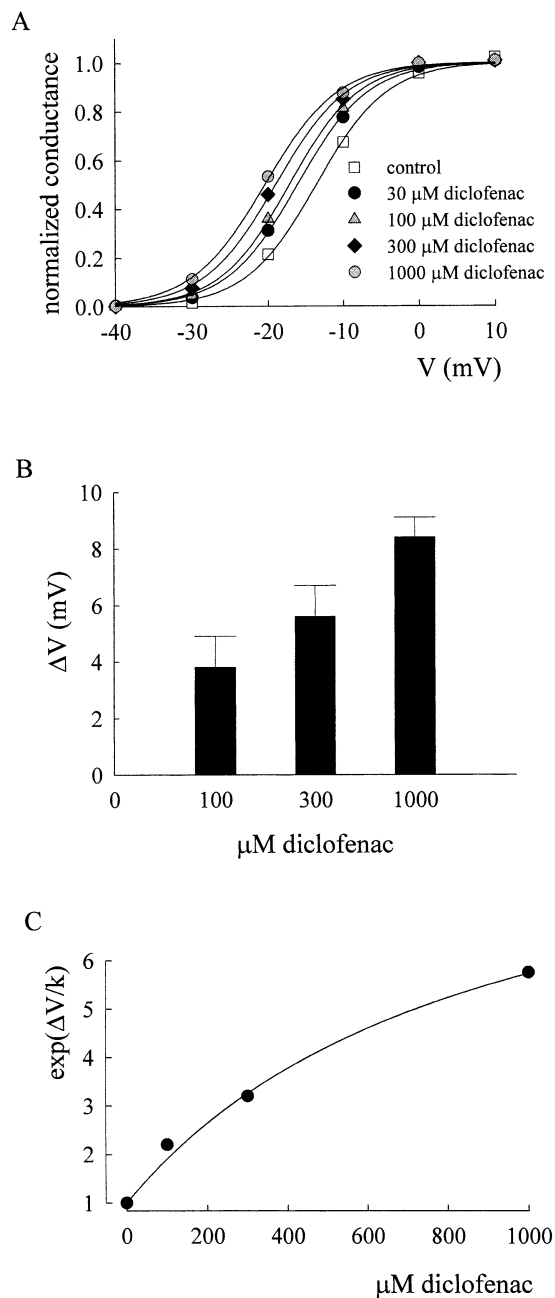 A
normalized conductance
1.0
0.8
0.6
0.4
0.2
0.0
control
30 μM diclofenac
100 μM diclofenac
300 μM diclofenac
1000 μM diclofenac
-40 -30 -20 -10 0 10
V (mV)
B
ΔV (mV)
10
8
6
4
2
0
0 100 300 1000
μM diclofenac
C
exp(ΔV/k)
6
5
4
3
2
1
0 200 400 600 800 1000
μM diclofenac